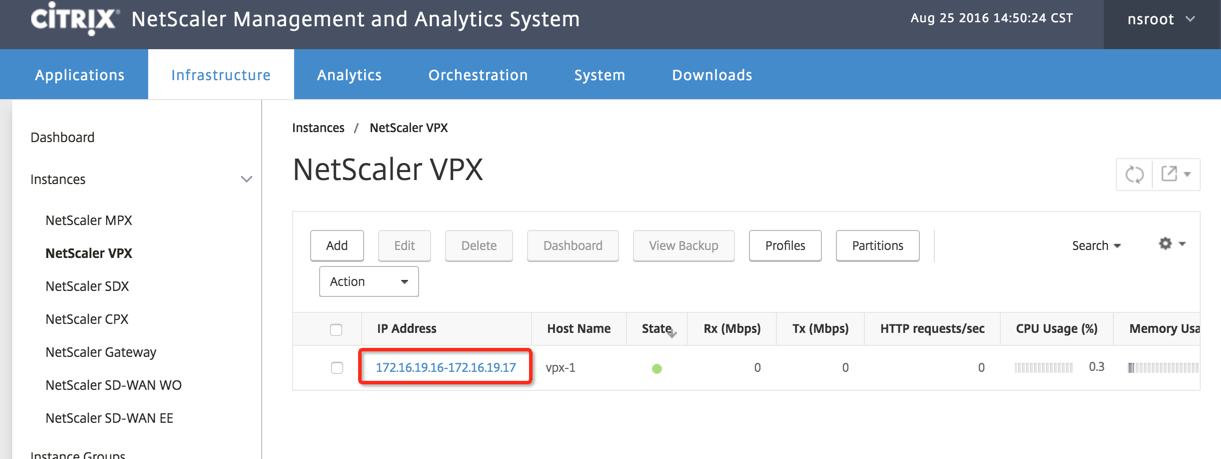 CİTRIX® NetScaler Management and Analytics System
Aug 25 2016 14:50:24 CST
nsroot
Applications Infrastructure Analytics Orchestration System Downloads
Dashboard
Instances
NetScaler MPX
NetScaler VPX
NetScaler SDX
NetScaler CPX
NetScaler Gateway
NetScaler SD-WAN WO
NetScaler SD-WAN EE
Instance Groups
Instances / NetScaler VPX
NetScaler VPX
Add Edit Delete Dashboard View Backup Profiles Partitions Search
Action
IP Address Host Name State Rx (Mbps) Tx (Mbps) HTTP requests/sec CPU Usage (%) Memory Usa
172.16.19.16-172.16.19.17 vpx-1 0 0 0 0.3